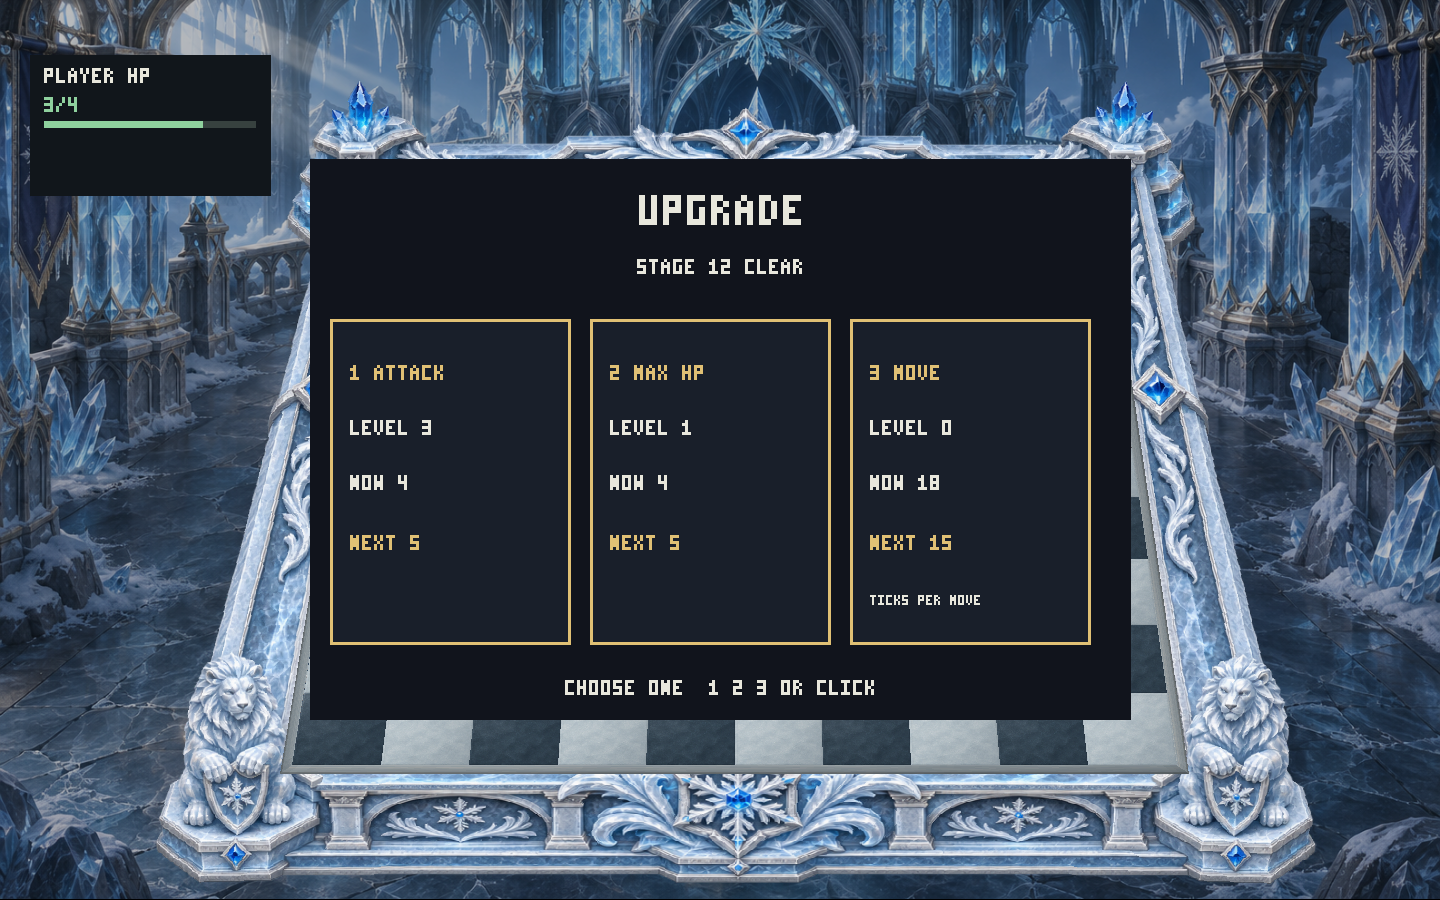 PLAYER HP
3/4
UPGRADE
STAGE 12 CLEAR
1 ATTACK
LEVEL 3
NOW 4
NEXT 5
2 MAX HP
LEVEL 1
NOW 4
NEXT 5
3 MOVE
LEVEL 0
NOW 18
NEXT 15
TICKS PER MOVE
CHOOSE ONE 1 2 3 OR CLICK